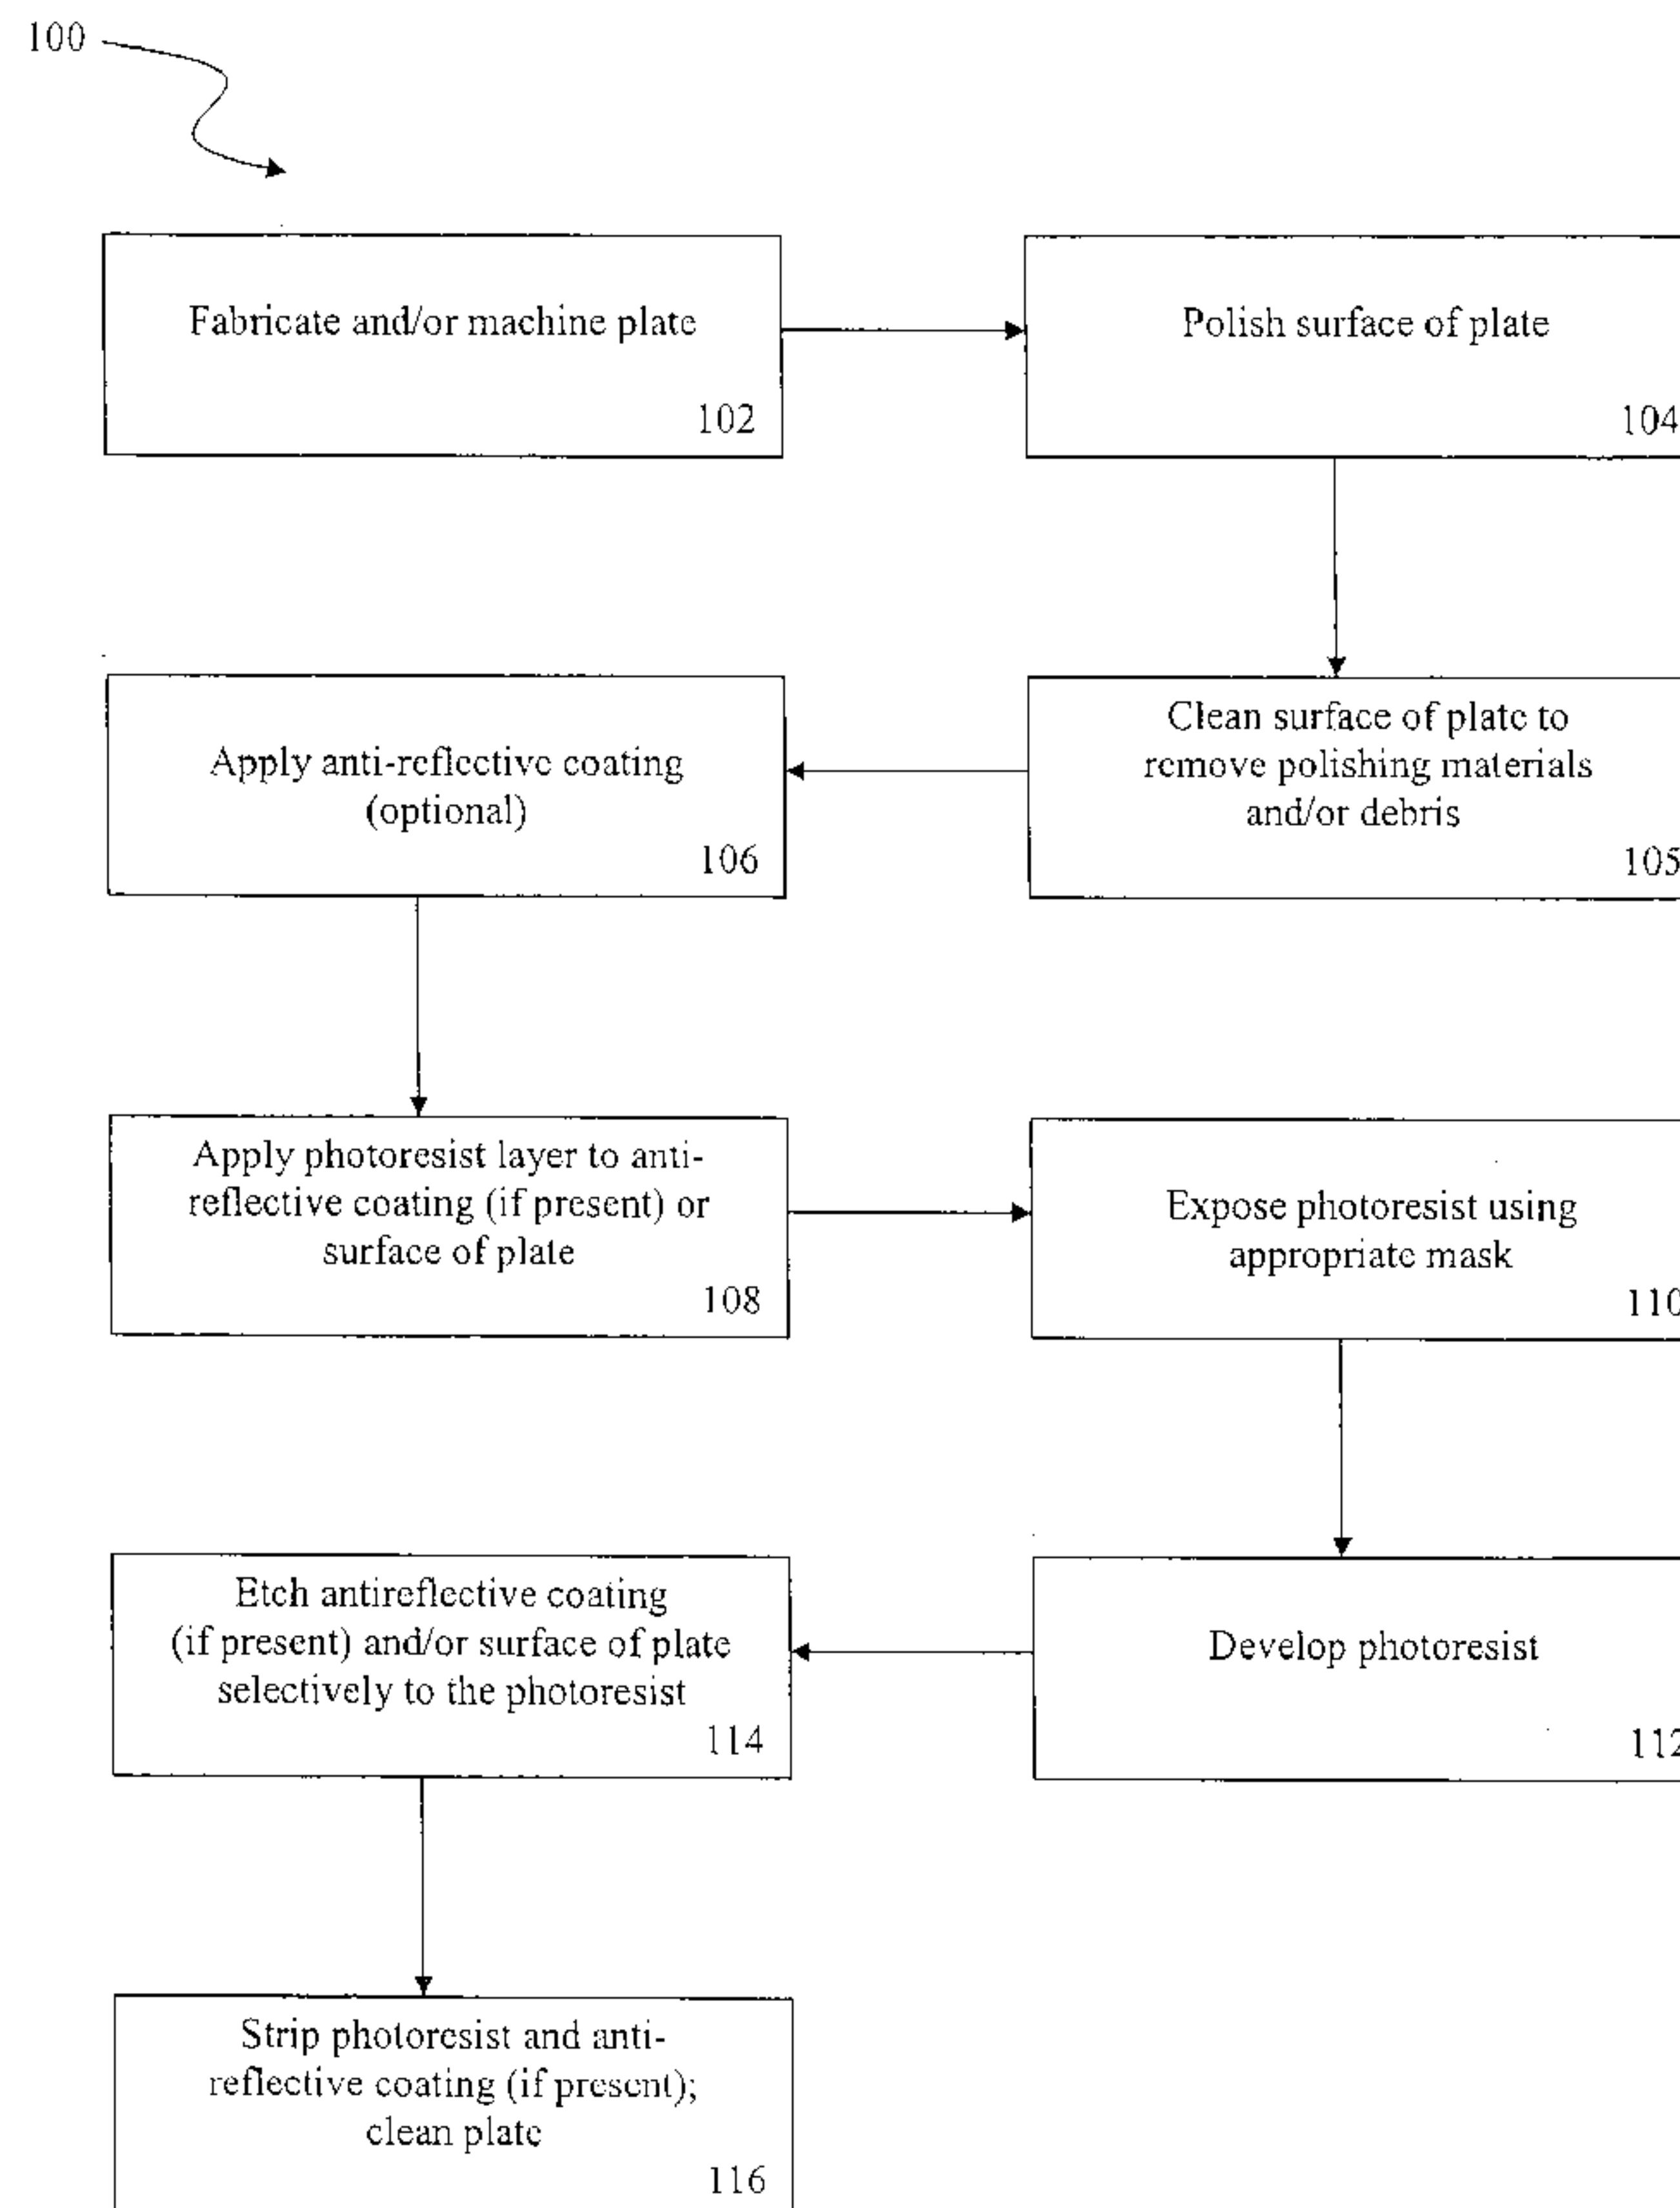 100
Fabricate and/or machine plate
102
Polish surface of plate
104
Clean surface of plate to
remove polishing materials
and/or debris
105
Apply anti-reflective coating
(optional)
106
Apply photoresist layer to anti-
reflective coating (if present) or
surface of plate
108
Expose photoresist using
appropriate mask
110
Develop photoresist
112
Etch antireflective coating
(if present) and/or surface of plate
selectively to the photoresist
114
Strip photoresist and anti-
reflective coating (if present);
clean plate
116